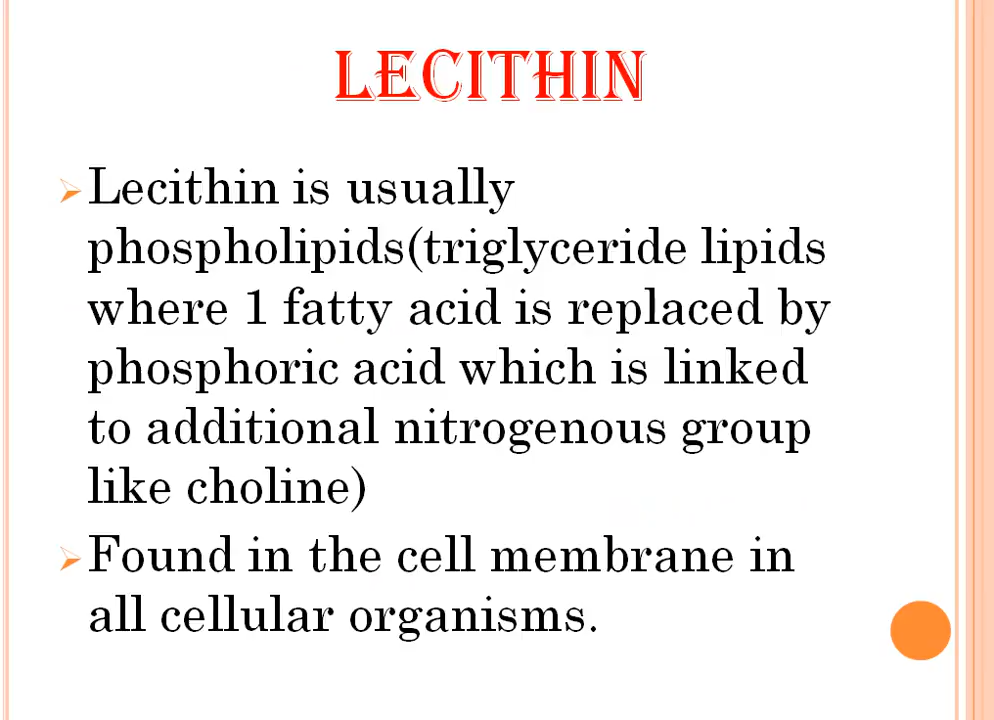 LECITHIN
Lecithin is usually
phospholipids(triglyceride lipids
where 1 fatty acid is replaced by
phosphoric acid which is linked
to additional nitrogenous group
like choline)
Found in the cell membrane in
all cellular organisms.